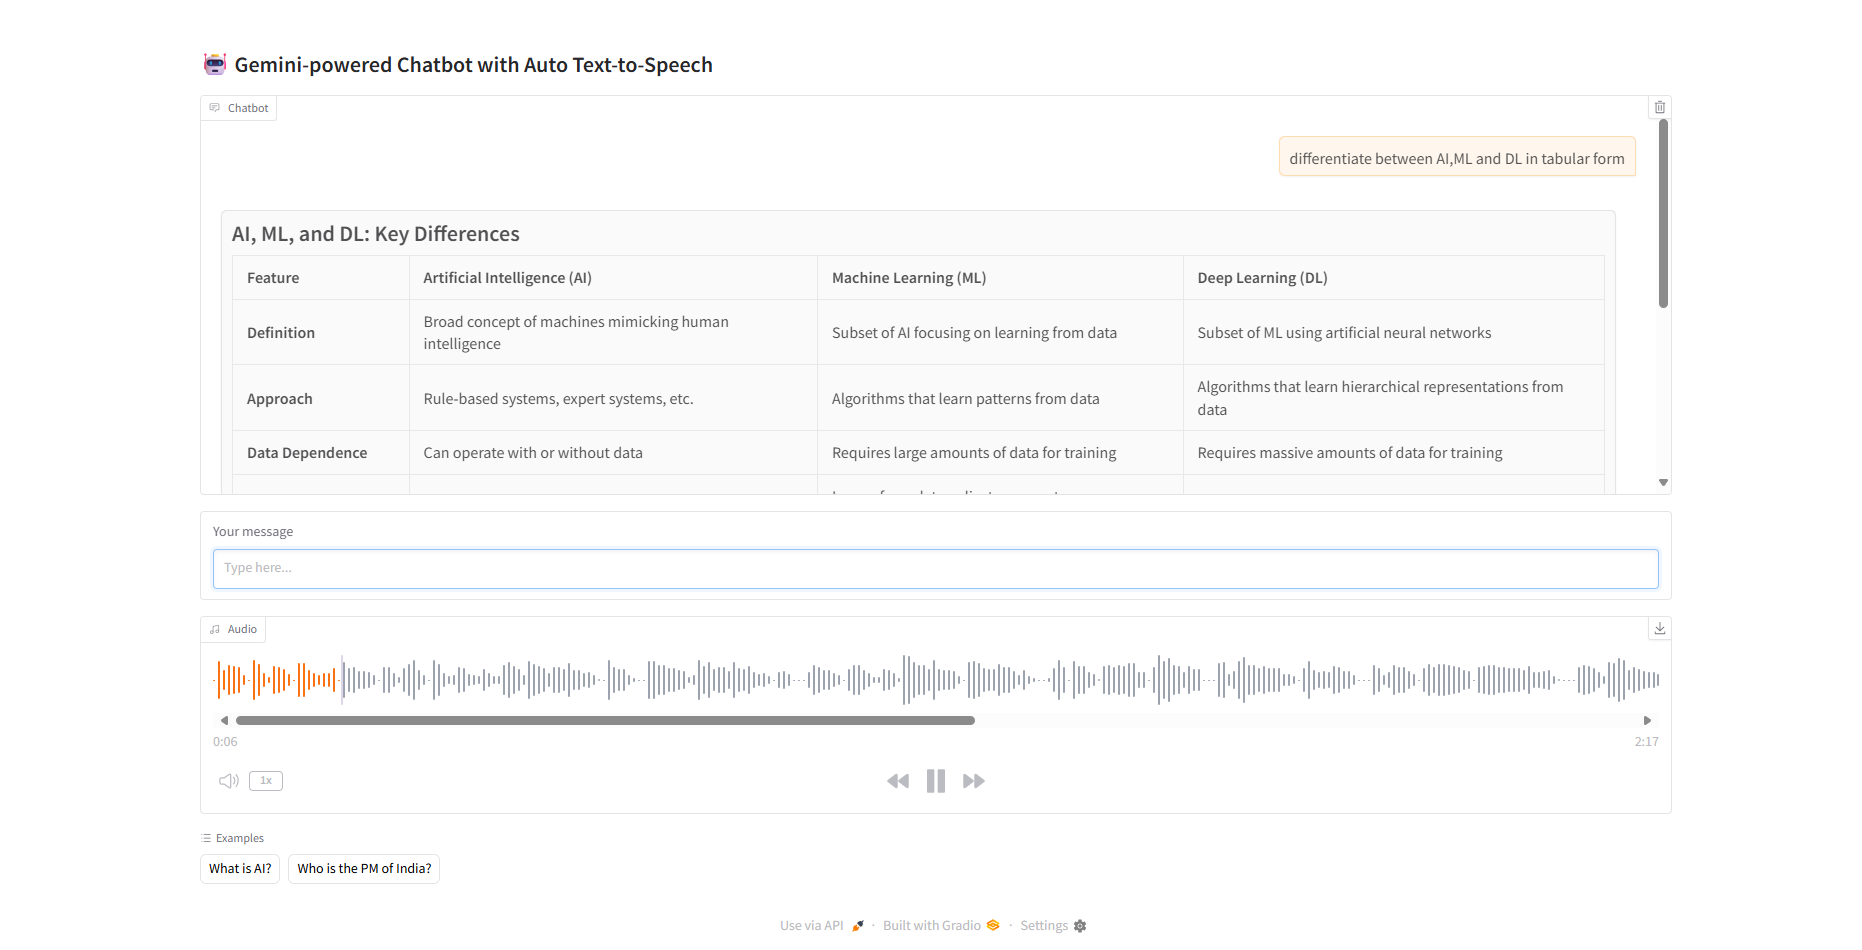 Gemini-powered Chatbot with Auto Text-to-Speech
Chatbot
differentiate between AI,ML and DL in tabular form
AI, ML, and DL: Key Differences
Feature
Artificial Intelligence (AI)
Machine Learning (ML)
Deep Learning (DL)
Definition
Broad concept of machines mimicking human
intelligence
Subset of AI focusing on learning from data
Subset of ML using artificial neural networks
Approach
Rule-based systems, expert systems, etc.
Algorithms that learn patterns from data
Algorithms that learn hierarchical representations from
data
Data Dependence
Can operate with or without data
Requires large amounts of data for training
Requires massive amounts of data for training
Your message
Type here...
Audio
0:06
2:17
1x
Examples
What is AI?
Who is the PM of India?
Use via API · Built with Gradio · Settings